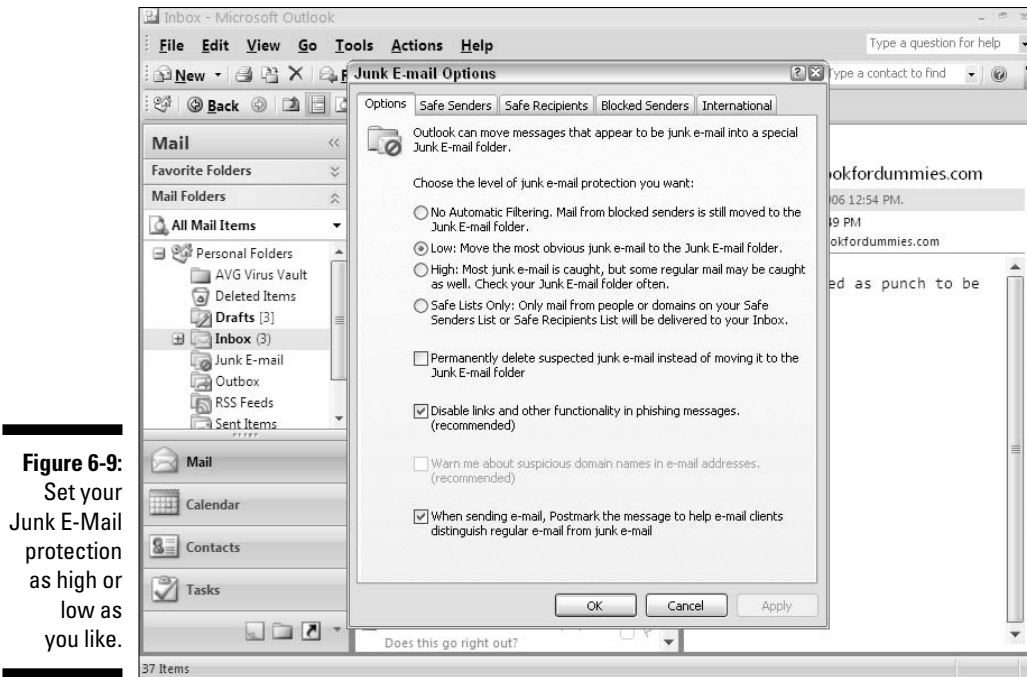 Inbox - Microsoft Outlook
File Edit View Go Tools Actions Help
Type a question for help
New
Type a contact to find
Back
Junk E-mail Options
Options Safe Senders Safe Recipients Blocked Senders International
Outlook can move messages that appear to be junk e-mail into a special
Junk E-mail folder.
Choose the level of junk e-mail protection you want:
No Automatic Filtering. Mail from blocked senders is still moved to the
Junk E-mail folder.
Low: Move the most obvious junk e-mail to the Junk E-mail folder.
High: Most junk e-mail is caught, but some regular mail may be caught
as well. Check your Junk E-mail folder often.
Safe Lists Only: Only mail from people or domains on your Safe
Senders List or Safe Recipients List will be delivered to your Inbox.
Permanently delete suspected junk e-mail instead of moving it to the
Junk E-mail folder
Disable links and other functionality in phishing messages.
(recommended)
Warn me about suspicious domain names in e-mail addresses.
(recommended)
When sending e-mail, Postmark the message to help e-mail clients
distinguish regular e-mail from junk e-mail
OK Cancel Apply
Mail
Favorite Folders
Mail Folders
All Mail Items
Personal Folders
AVG Virus Vault
Deleted Items
Drafts [3]
Inbox (3)
Junk E-mail
Outbox
RSS Feeds
Sent Items
Mail
Calendar
Contacts
Tasks
okfordummies.com
06 12:54 PM.
49 PM
okfordummies.com
ed as punch to be
Does this go right out?
37 Items
Figure 6-9:
Set your
Junk E-Mail
protection
as high or
low as
you like.